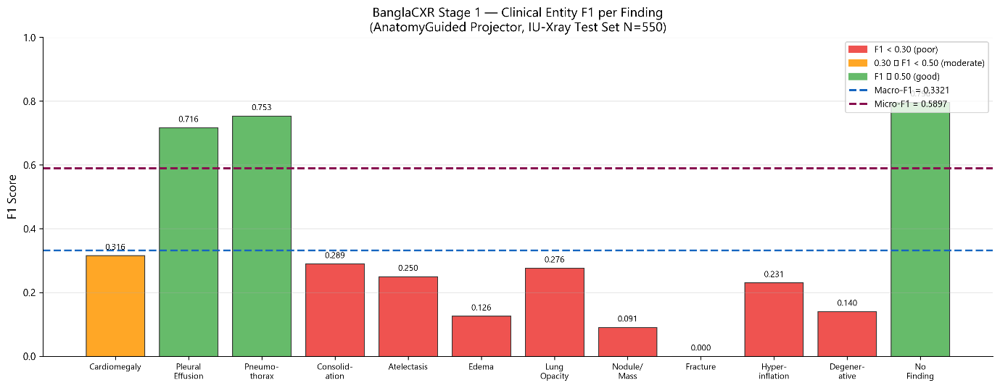 BanglaCXR Stage 1 — Clinical Entity F1 per Finding
(AnatomyGuided Projector, IU-Xray Test Set N=550)
F1 < 0.30 (poor)
0.30 ▯ F1 < 0.50 (moderate)
F1 ▯ 0.50 (good)
Macro-F1 = 0.3321
Micro-F1 = 0.5897
F1 Score
1.0
0.8
0.6
0.4
0.2
0.0
0.316
0.716
0.753
0.289
0.250
0.126
0.276
0.091
0.000
0.231
0.140
Cardiomegaly
Pleural
Effusion
Pneumo-
thorax
Consolid-
ation
Atelectasis
Edema
Lung
Opacity
Nodule/
Mass
Fracture
Hyper-
inflation
Degener-
ative
No
Finding